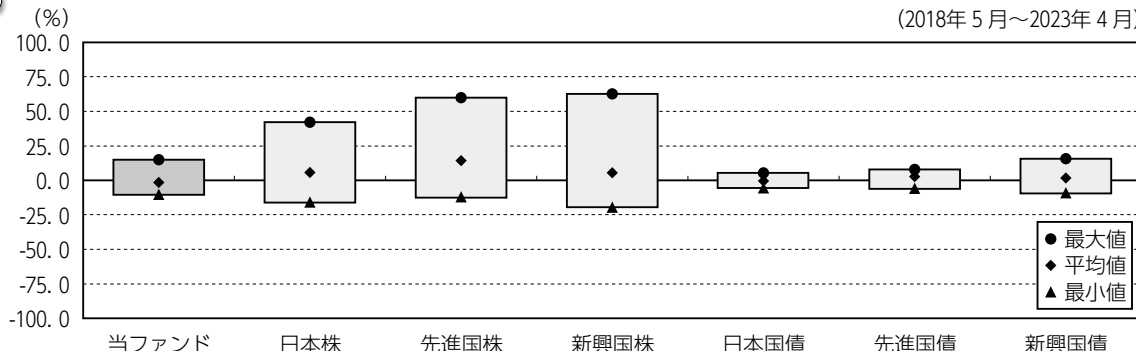 (%)
(2018年5月〜2023年4月)
100.0
75.0
50.0
25.0
0.0
-25.0
-50.0
-75.0
-100.0
● 最大値
◆ 平均値
▲ 最小値
当ファンド 日本株 先進国株 新興国株 日本国債 先進国債 新興国債